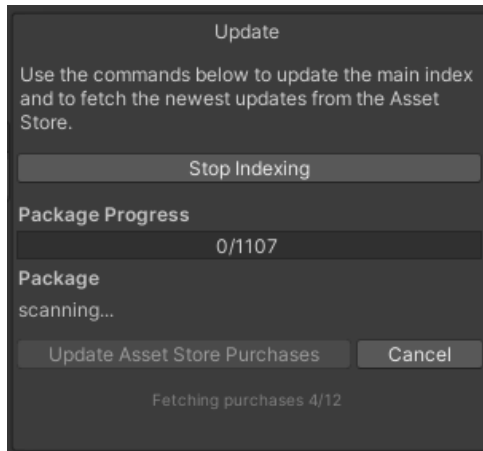 Update
Use the commands below to update the main index
and to fetch the newest updates from the Asset
Store.
Stop Indexing
Package Progress
0/1107
Package
scanning...
Update Asset Store Purchases
Cancel
Fetching purchases 4/12